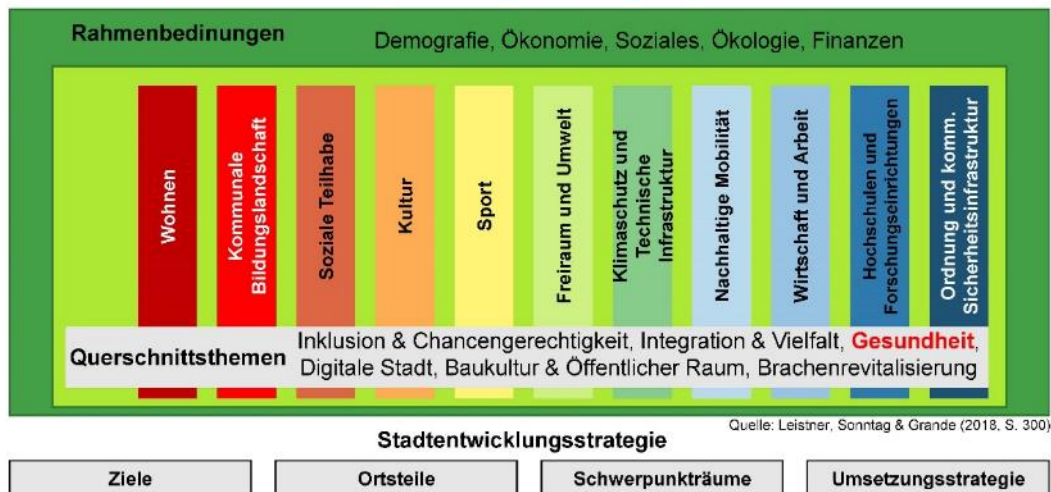 Rahmenbedinungen
Demografie, Ökonomie, Soziales, Ökologie, Finanzen
Wohnen
Kommunale
Bildungslandschaft
Soziale Teilhabe
Kultur
Sport
Freiraum und Umwelt
Klimaschutz und
Technische
Infrastruktur
Nachhaltige Mobilität
Wirtschaft und Arbeit
Hochschulen und
Forschungseinrichtungen
Ordnung und komm.
Sicherheitsinfrastruktur
Querschnittsthemen
Inklusion & Chancengerechtigkeit, Integration & Vielfalt, Gesundheit,
Digitale Stadt, Baukultur & Öffentlicher Raum, Brachenrevitalisierung
Quelle: Leistner, Sonntag & Grande (2018, S. 300)
Stadtentwicklungsstrategie
Ziele
Ortsteile
Schwerpunkträume
Umsetzungsstrategie